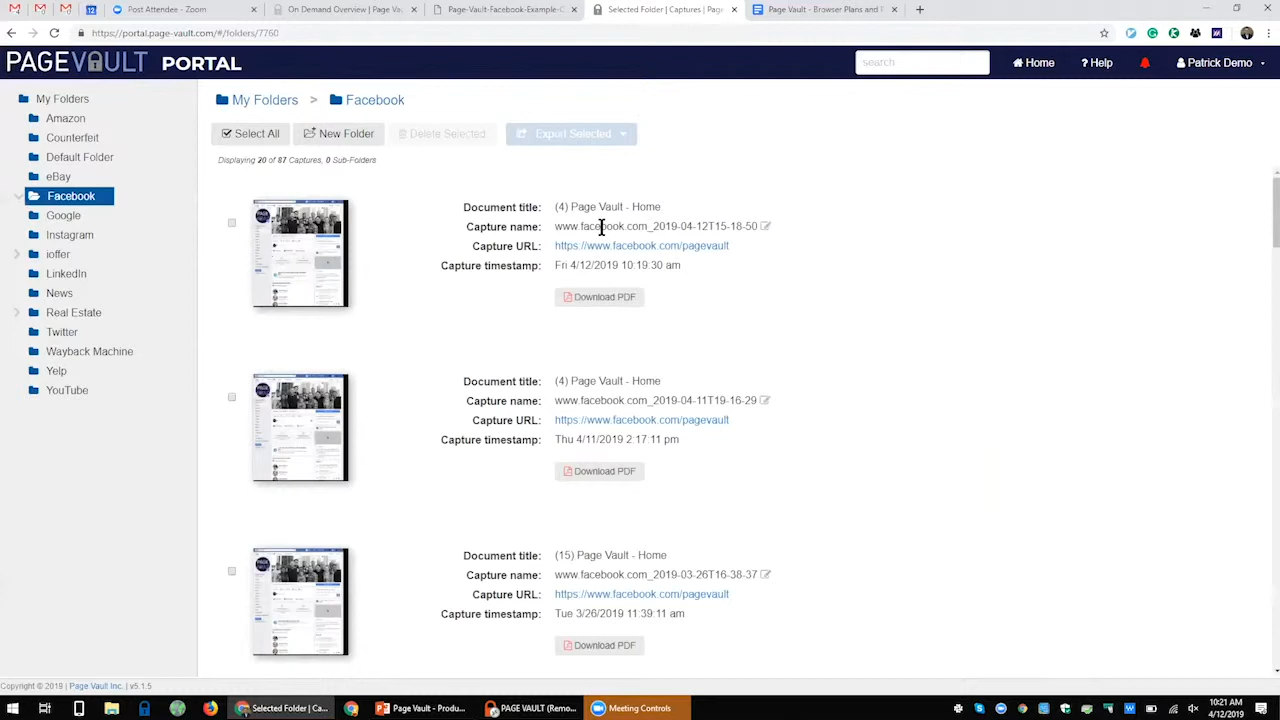 Post Attendee - Zoom
On Demand Overview | Page Va
Page-Vault-Facebook-Example-C
Selected Folder | Captures | Page
Page Vault - Browser Plans and F
https://portal.page-vault.com/#/folders/7760
PAGEVAULT PORTAL
search
Home
? Help
Patrick Demo
My Folders
Amazon
Counterfeit
Default Folder
eBay
Facebook
Google
Instagram
LinkedIn
News
Real Estate
Twitter
Wayback Machine
Yelp
YouTube
My Folders > Facebook
Select All
New Folder
Delete Selected
Export Selected
Displaying 20 of 87 Captures, 0 Sub-Folders
Document title: (4) Page Vault - Home
Capture name: www.facebook.com_2019-04-12T15-18-50
Capture URL: https://www.facebook.com/pagevault
Capture timestamp: Fri 4/12/2019 10:19:30 am
Download PDF
Document title: (4) Page Vault - Home
Capture name: www.facebook.com_2019-04-11T19-16-29
Capture URL: https://www.facebook.com/pagevault
Capture timestamp: Thu 4/11/2019 2:17:11 pm
Download PDF
Document title: (15) Page Vault - Home
Capture name: www.facebook.com_2019-03-26T16-38-37
Capture URL: https://www.facebook.com/pagevault
Capture timestamp: Tue 3/26/2019 11:39:11 am
Download PDF
Copyright © 2019 | Page Vault Inc. | v5.1.5
Selected Folder | Ca...
Page Vault - Produ...
PAGE VAULT (Remo...
Meeting Controls
10:21 AM
4/12/2019